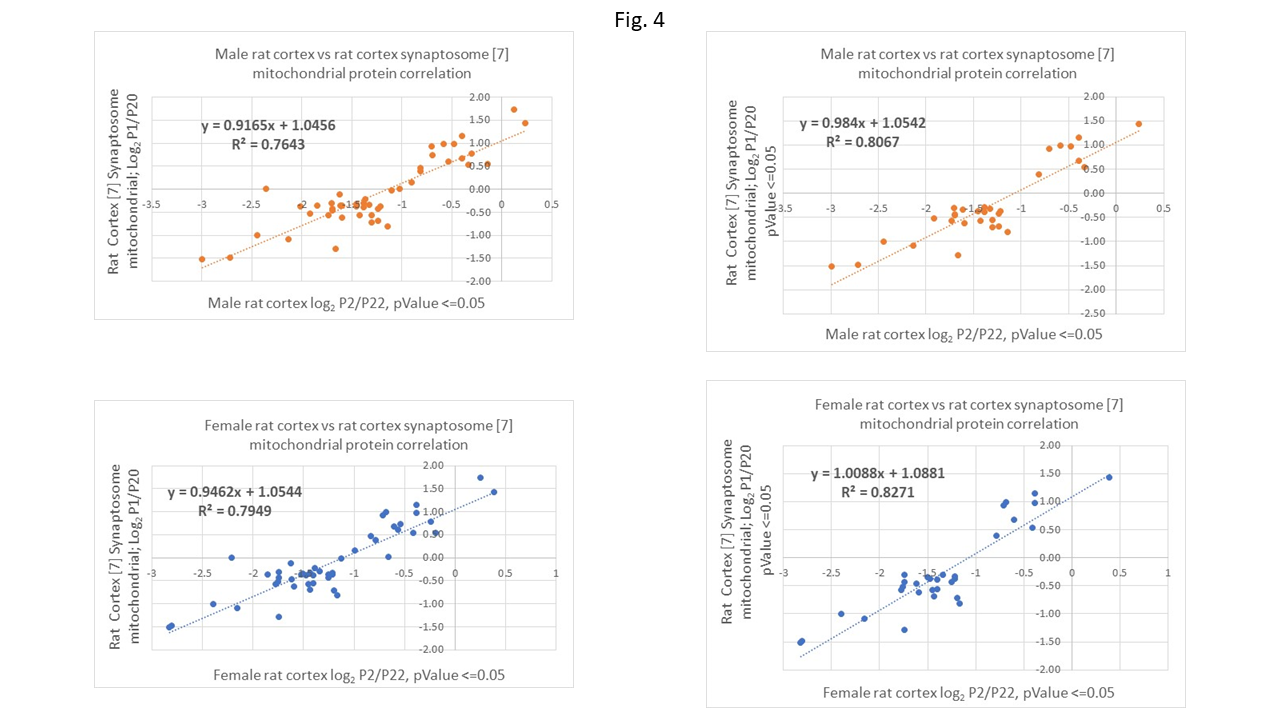 Fig. 4
Male rat cortex vs rat cortex synaptosome [7]
mitochondrial protein correlation
Rat Cortex [7] Synaptosome
mitochondrial; Log₂ P1/P20
y = 0.9165x + 1.0456
R² = 0.7643
2.00
1.50
1.00
0.50
0.00
-0.50
-1.00
-1.50
-2.00
-3.5 -3 -2.5 -2 -1.5 -1 -0.5 0 0.5
Male rat cortex log₂ P2/P22, pValue <=0.05
Male rat cortex vs rat cortex synaptosome [7]
mitochondrial protein correlation
Rat Cortex [7] Synaptosome
mitochondrial; Log₂ P1/P20
pValue <=0.05
y = 0.984x + 1.0542
R² = 0.8067
2.00
1.50
1.00
0.50
0.00
-0.50
-1.00
-1.50
-2.00
-2.50
-3.5 -3 -2.5 -2 -1.5 -1 -0.5 0 0.5
Male rat cortex log₂ P2/P22, pValue <=0.05
Female rat cortex vs rat cortex synaptosome [7]
mitochondrial protein correlation
Rat Cortex [7] Synaptosome
mitochondrial; Log₂ P1/P20
y = 0.9462x + 1.0544
R² = 0.7949
2.00
1.50
1.00
0.50
0.00
-0.50
-1.00
-1.50
-2.00
-3 -2.5 -2 -1.5 -1 -0.5 0 0.5 1
Female rat cortex log₂ P2/P22, pValue <=0.05
Female rat cortex vs rat cortex synaptosome [7]
mitochondrial protein correlation
Rat Cortex [7] Synaptosome
mitochondrial; Log₂ P1/P20
pValue <=0.05
y = 1.0088x + 1.0881
R² = 0.8271
2.00
1.50
1.00
0.50
0.00
-0.50
-1.00
-1.50
-2.00
-3 -2.5 -2 -1.5 -1 -0.5 0 0.5 1
Female rat cortex log₂ P2/P22, pValue <=0.05